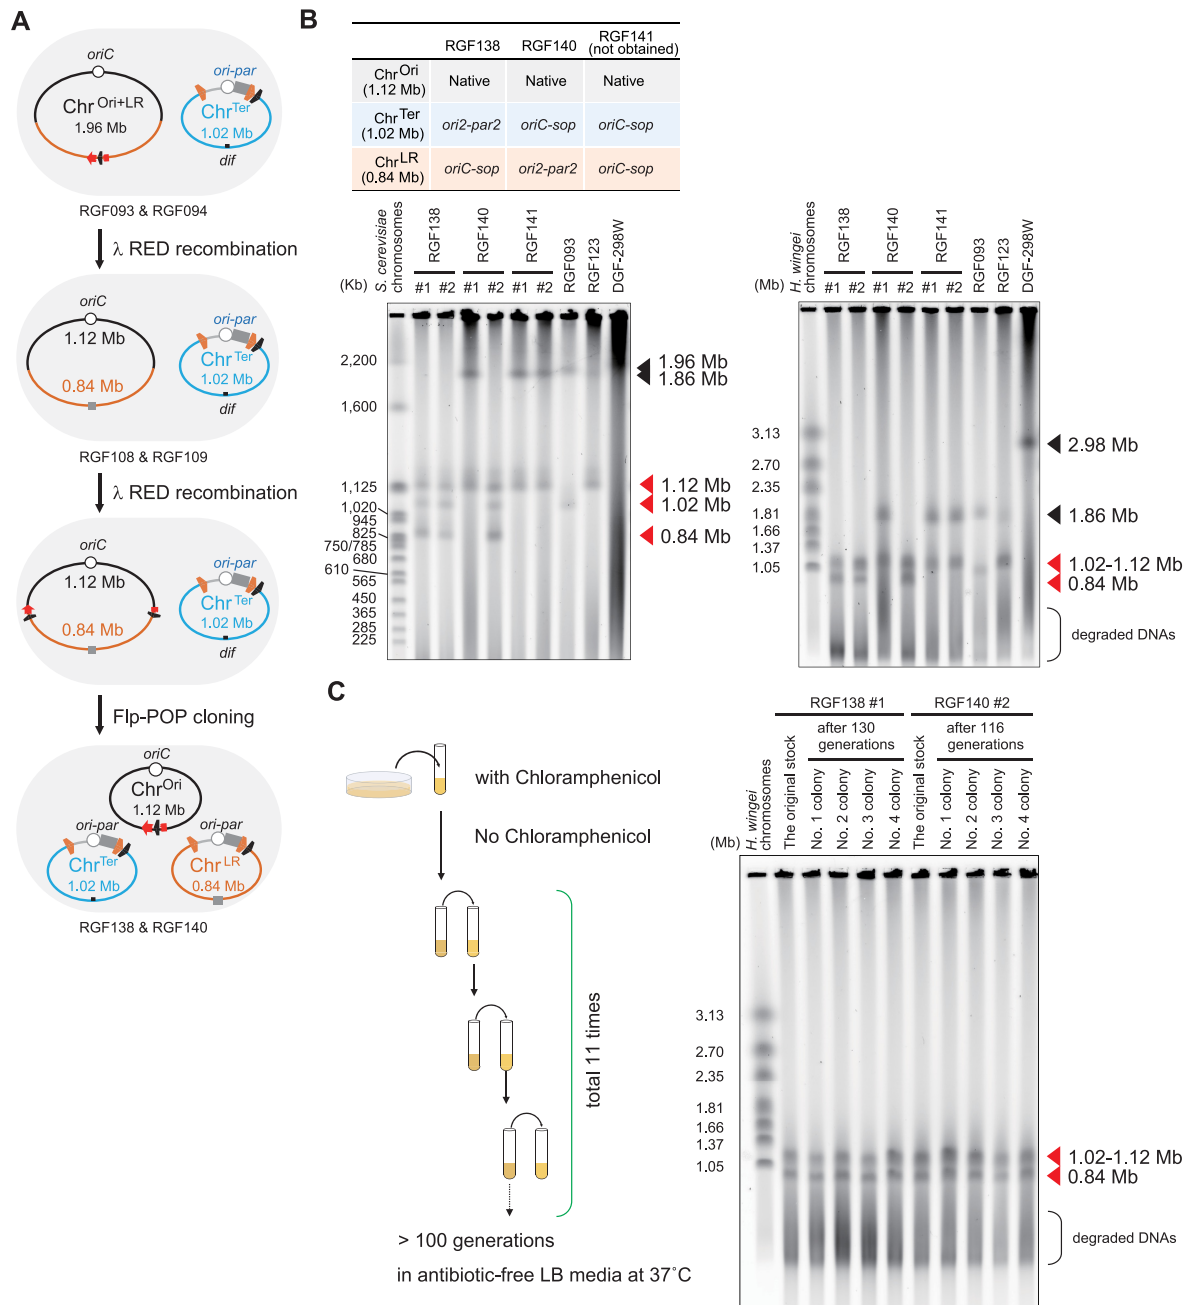 A
oriC
ori-par
Chr Ori+LR
1.96 Mb
Chr Ter
1.02 Mb
dif
RGF093 & RGF094
λ RED recombination
oriC
ori-par
1.12 Mb
Chr Ter
1.02 Mb
0.84 Mb
dif
RGF108 & RGF109
λ RED recombination
oriC
ori-par
1.12 Mb
Chr Ter
1.02 Mb
0.84 Mb
dif
Flp-POP cloning
oriC
Chr Ori
1.12 Mb
ori-par
ori-par
Chr Ter
1.02 Mb
Chr LR
0.84 Mb
RGF138 & RGF140
B
RGF138 RGF140 RGF141 (not obtained)
Chr Ori (1.12 Mb) Native Native Native
Chr Ter (1.02 Mb) ori2-par2 oriC-sop oriC-sop
Chr LR (0.84 Mb) oriC-sop ori2-par2 oriC-sop
(Kb)
S. cerevisiae chromosomes
RGF138
RGF140
RGF141
RGF093
RGF123
DGF-298W
#1 #2 #1 #2 #1 #2
2,200
1,600
1,125
1,020
945
825
750/785
680
610
565
450
365
285
225
1.96 Mb
1.86 Mb
1.12 Mb
1.02 Mb
0.84 Mb
(Mb)
H. wingei chromosomes
RGF138
RGF140
RGF141
RGF093
RGF123
DGF-298W
#1 #2 #1 #2 #1 #2
3.13
2.70
2.35
1.81
1.66
1.37
1.05
2.98 Mb
1.86 Mb
1.02-1.12 Mb
0.84 Mb
degraded DNAs
C
with Chloramphenicol
No Chloramphenicol
total 11 times
> 100 generations
in antibiotic-free LB media at 37˚C
RGF138 #1
RGF140 #2
after 130 generations
after 116 generations
(Mb)
H. wingei chromosomes
The original stock
No. 1 colony
No. 2 colony
No. 3 colony
No. 4 colony
The original stock
No. 1 colony
No. 2 colony
No. 3 colony
No. 4 colony
3.13
2.70
2.35
1.81
1.66
1.37
1.05
1.02-1.12 Mb
0.84 Mb
degraded DNAs